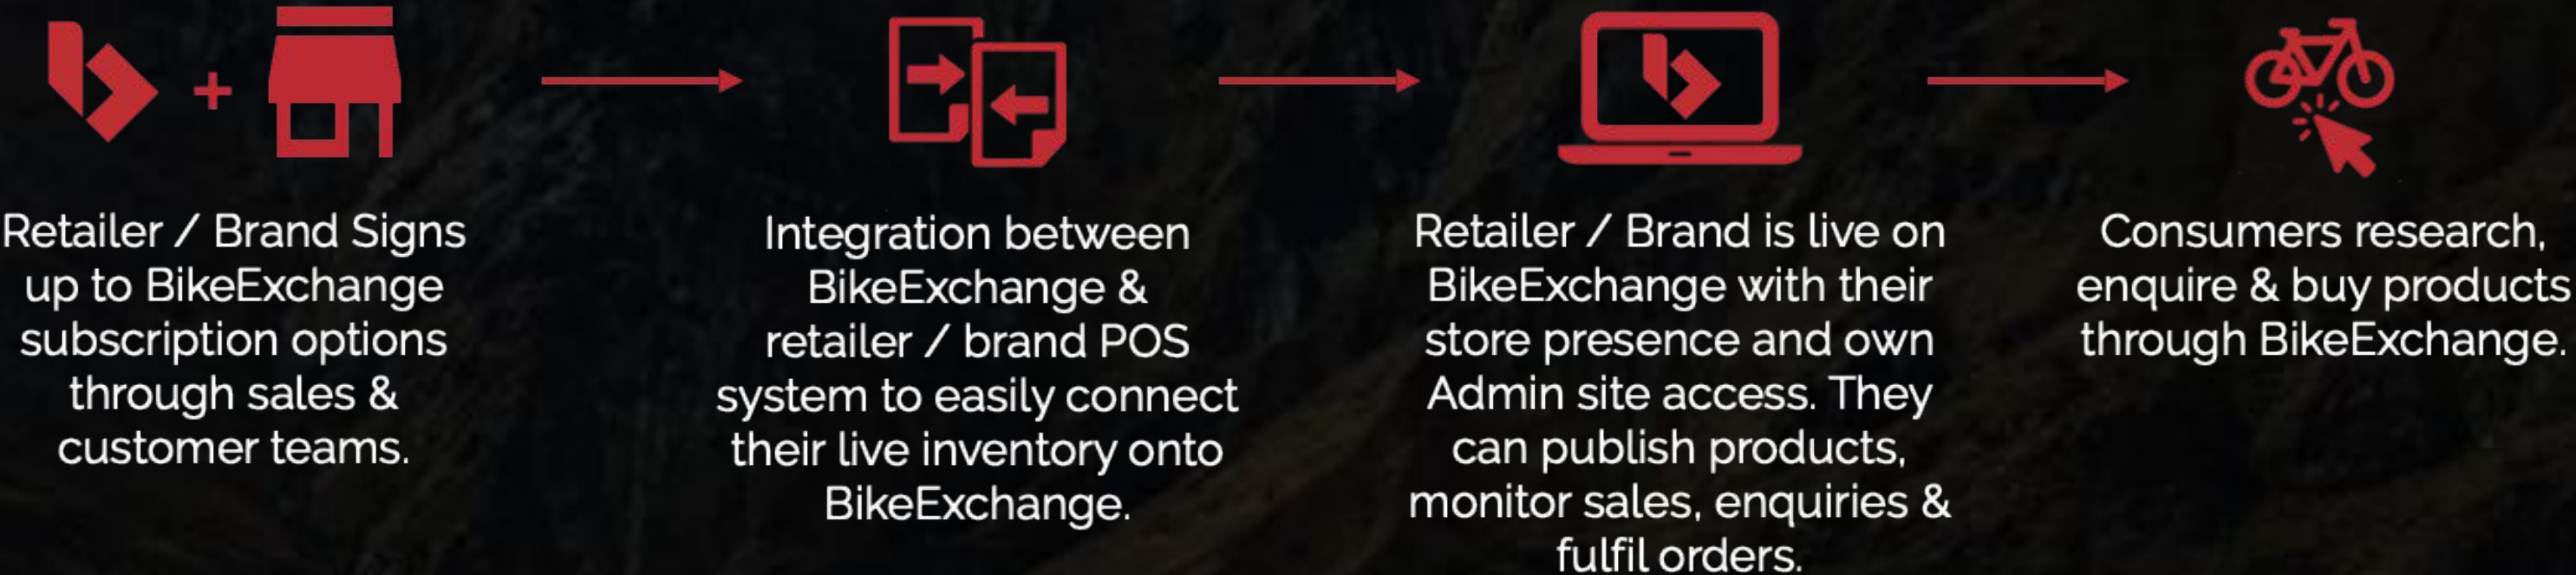 Retailer / Brand Signs
up to BikeExchange
subscription options
through sales &
customer teams.
Integration between
BikeExchange &
retailer / brand POS
system to easily connect
their live inventory onto
BikeExchange.
Retailer / Brand is live on
BikeExchange with their
store presence and own
Admin site access. They
can publish products,
monitor sales, enquiries &
fulfil orders.
Consumers research,
enquire & buy products
through BikeExchange.